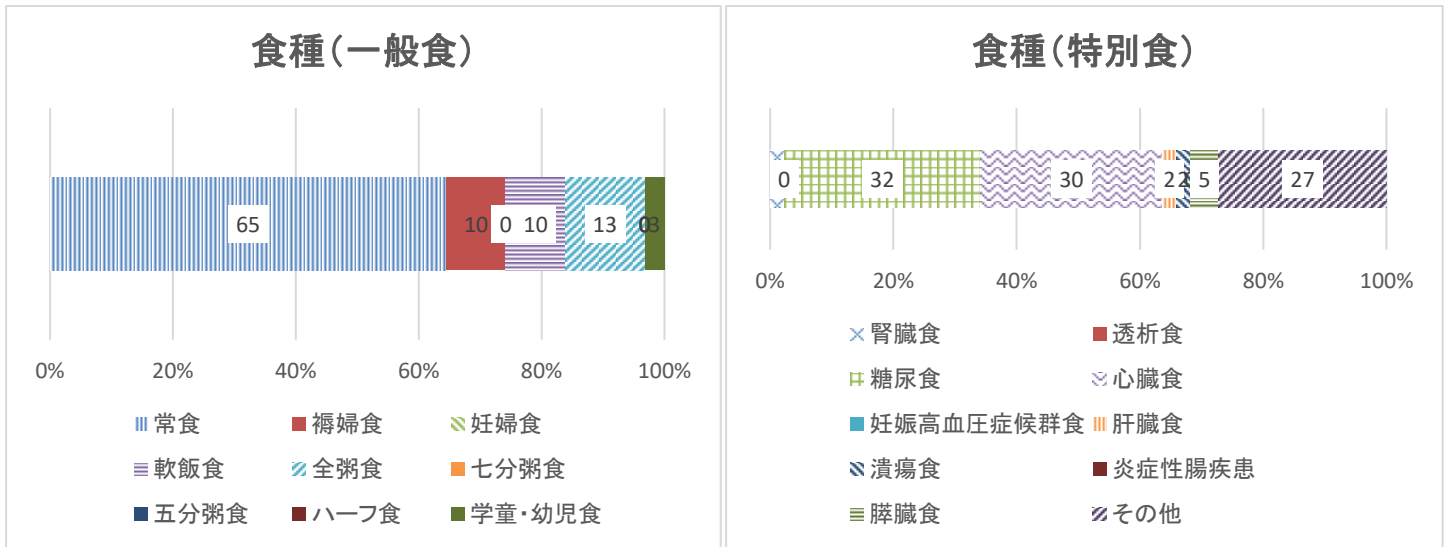 食種（一般食）
65 10 0 10 13 0 3
0% 20% 40% 60% 80% 100%
常食 褥婦食 妊婦食
軟飯食 全粥食 七分粥食
五分粥食 ハーフ食 学童・幼児食
食種（特別食）
0 32 30 2 2 5 27
0% 20% 40% 60% 80% 100%
腎臓食 透析食
糖尿食 心臓食
妊娠高血圧症候群食 肝臓食
潰瘍食 炎症性腸疾患
膵臓食 その他